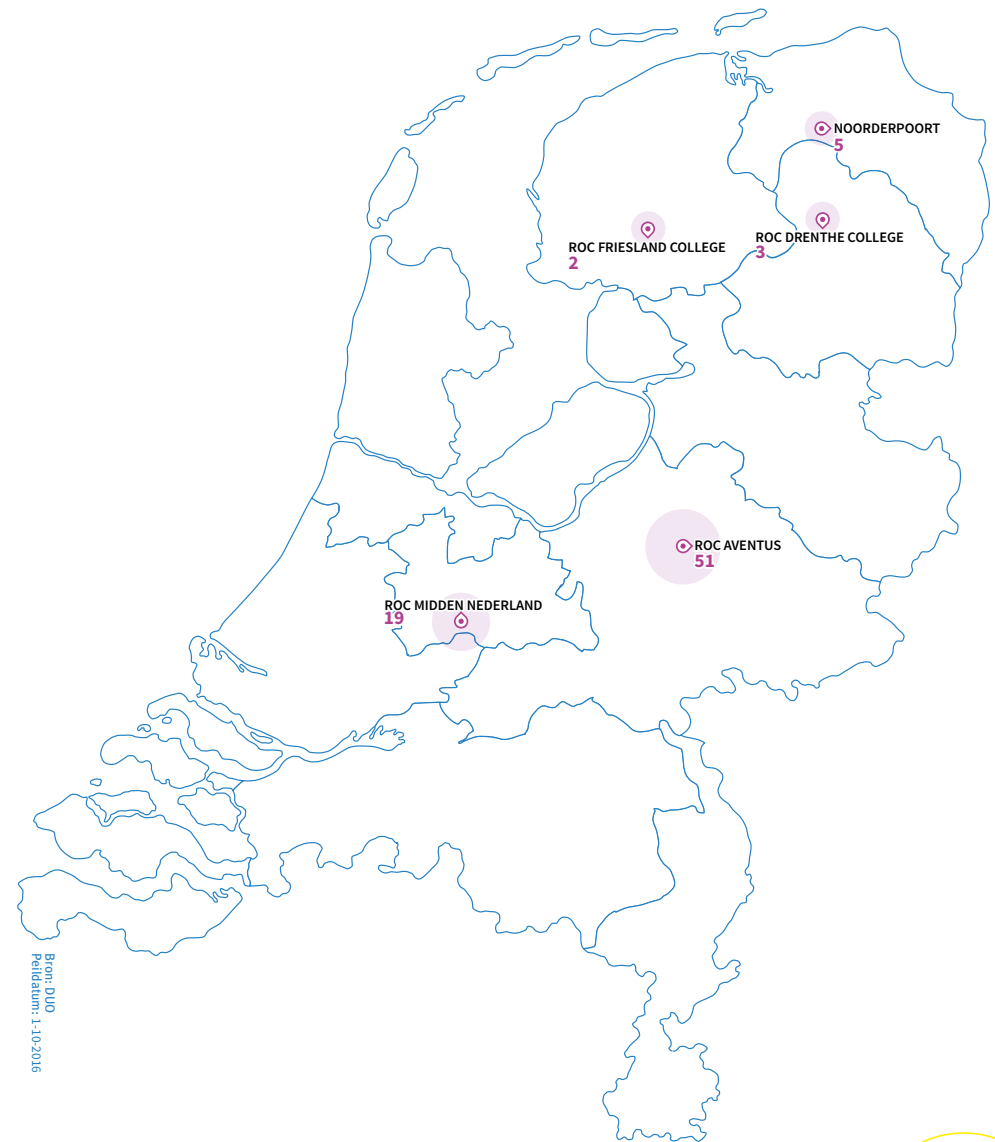 NOORDERPOORT
5
ROC DRENTHE COLLEGE
3
ROC FRIESLAND COLLEGE
2
ROC AVENTUS
51
ROC MIDDEN NEDERLAND
19
Bron: DUO
Peildatum: 1-10-2016